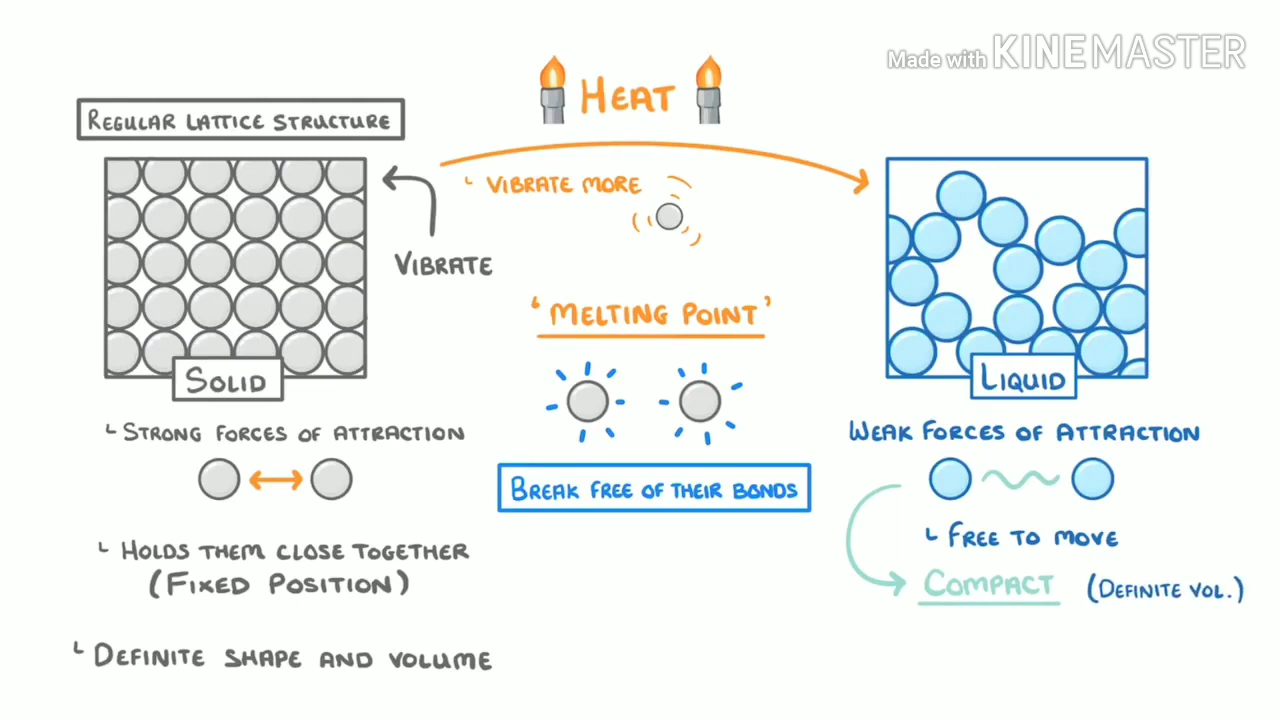 Made with KINEMASTER
HEAT
REGULAR LATTICE STRUCTURE
VIBRATE MORE
VIBRATE
'MELTING POINT'
SOLID
LIQUID
STRONG FORCES OF ATTRACTION
WEAK FORCES OF ATTRACTION
BREAK FREE OF THEIR BONDS
HOLDS THEM CLOSE TOGETHER
(FIXED POSITION)
FREE TO MOVE
COMPACT (DEFINITE VOL.)
DEFINITE SHAPE AND VOLUME